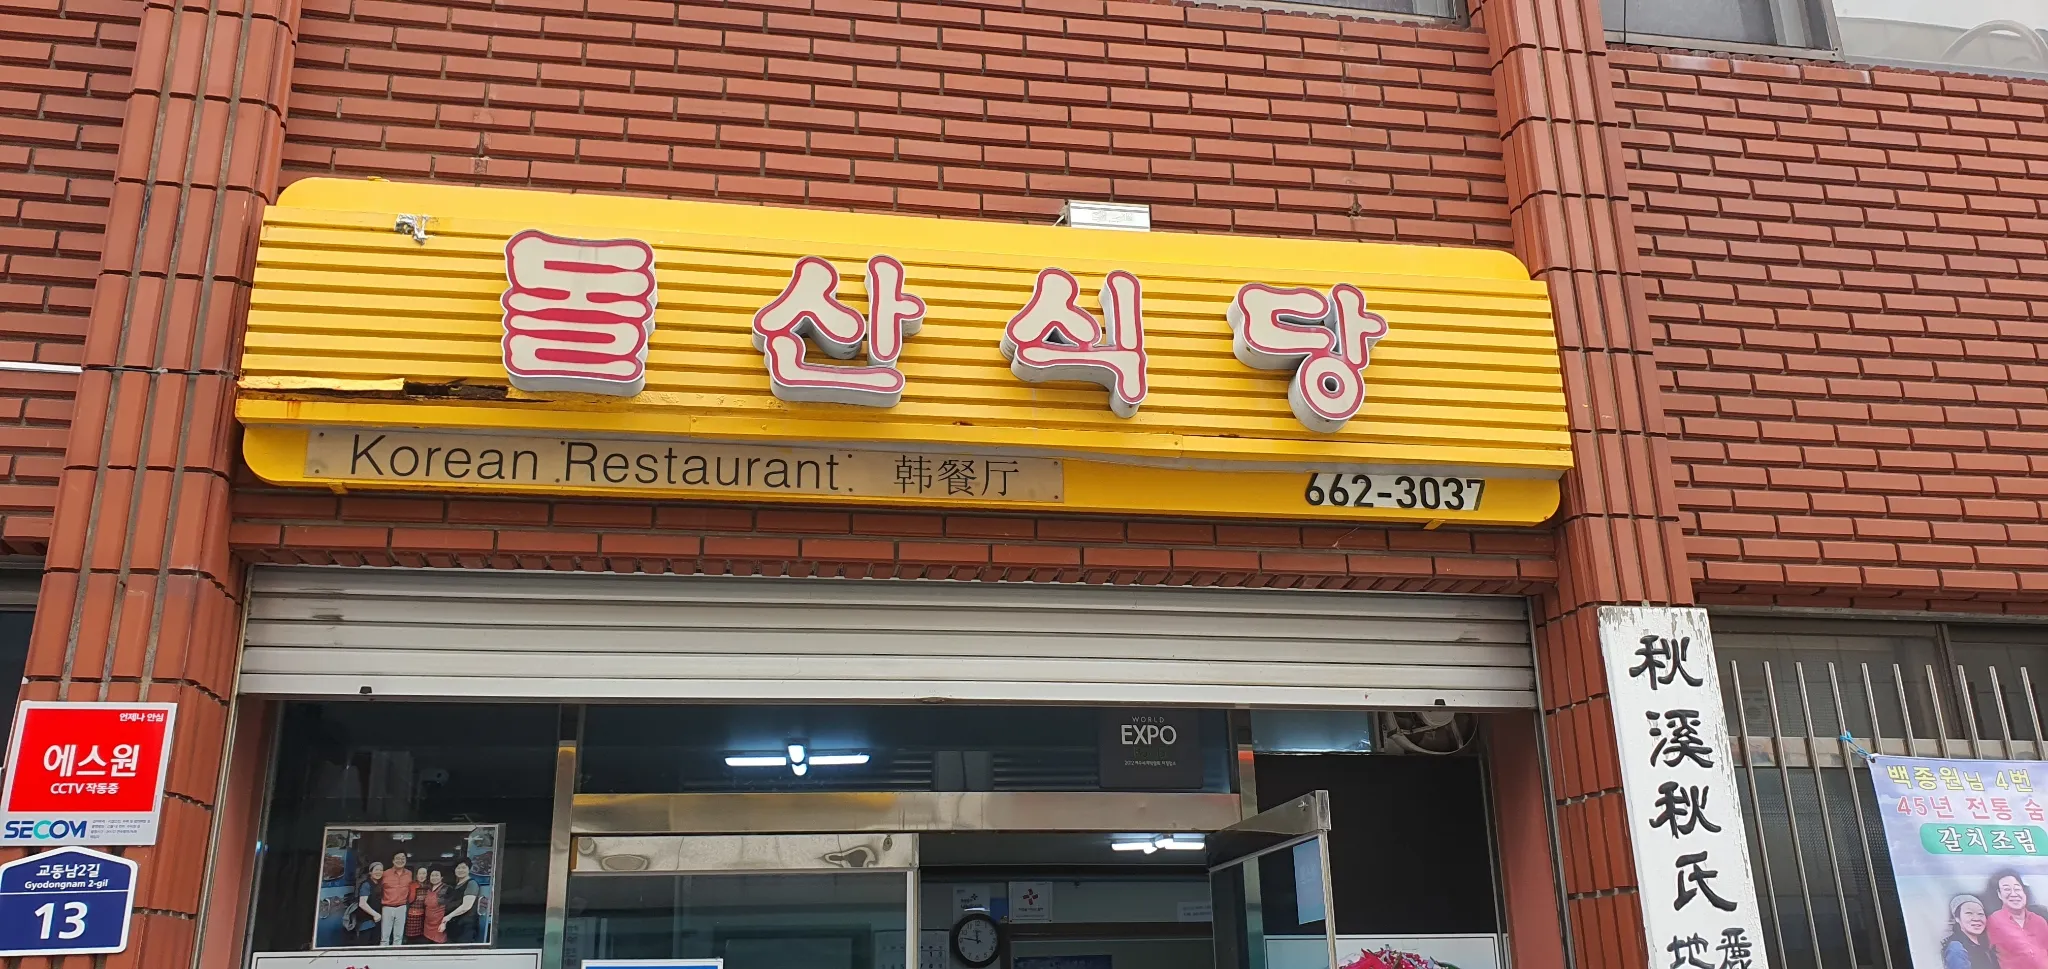 돌산식당
Korean Restaurant 韩餐厅
662-3037
언제나 안심
에스원
CCTV 작동중
SECOM
교동남2길
Gyodongnam 2-gil
13
WORLD
EXPO
秋溪秋氏
地
백종원님 4번
45년 전통 숨
갈치조림